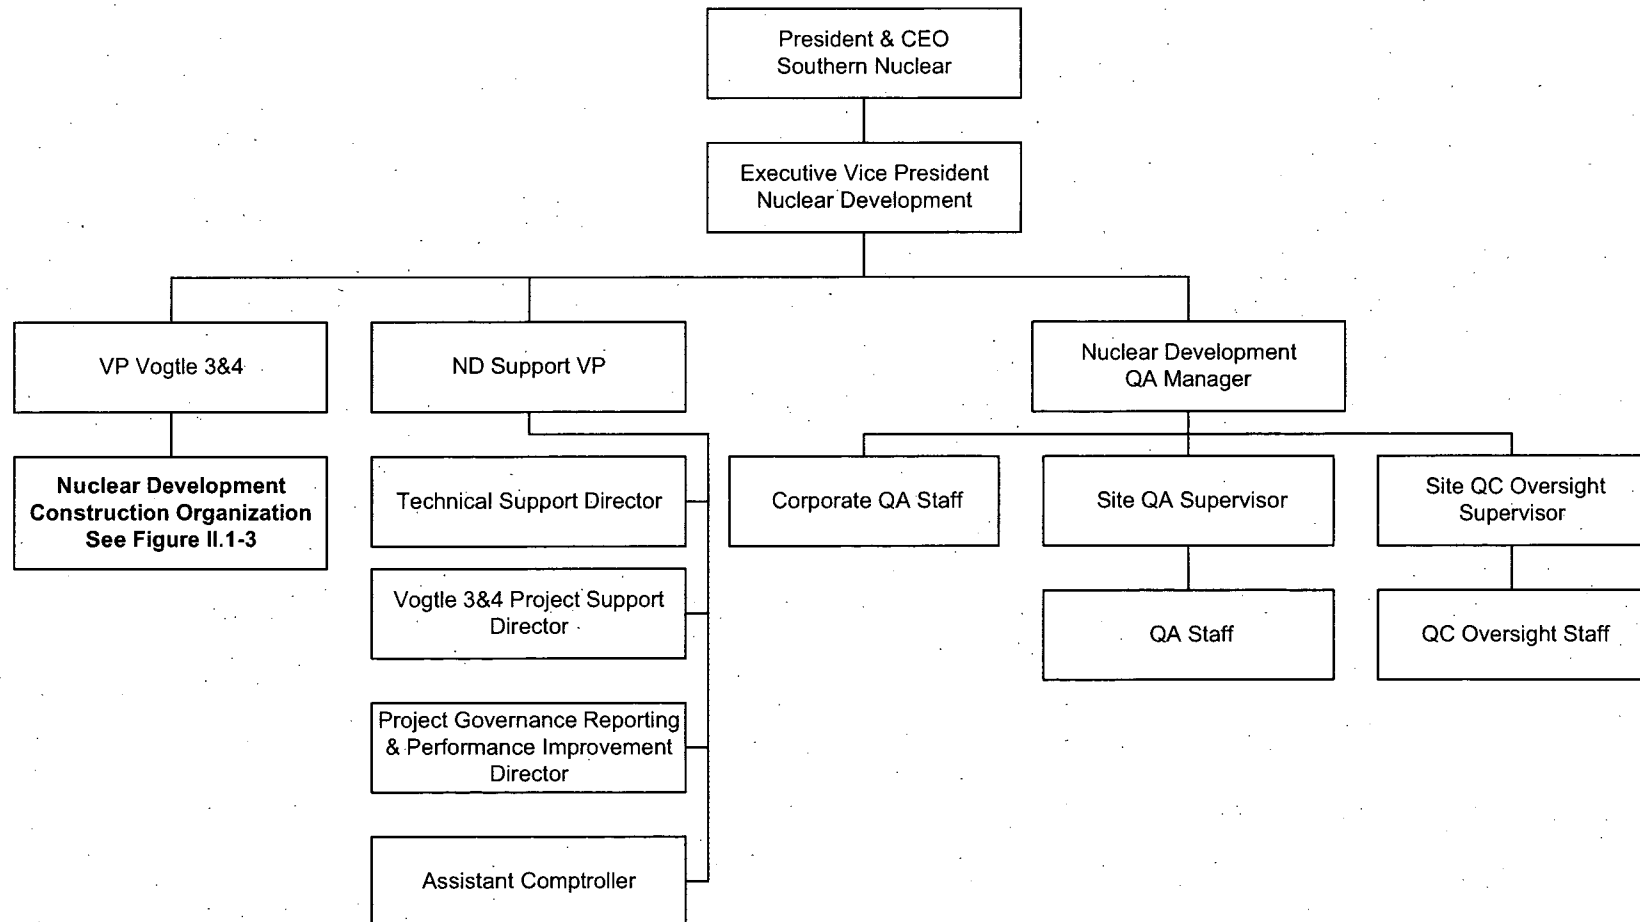 President & CEO
Southern Nuclear
Executive Vice President
Nuclear Development
VP Vogtle 3&4
ND Support VP
Nuclear Development
QA Manager
Nuclear Development
Construction Organization
See Figure II.1-3
Technical Support Director
Corporate QA Staff
Site QA Supervisor
Site QC Oversight
Supervisor
Vogtle 3&4 Project Support
Director
QA Staff
QC Oversight Staff
Project Governance Reporting
& Performance Improvement
Director
Assistant Comptroller